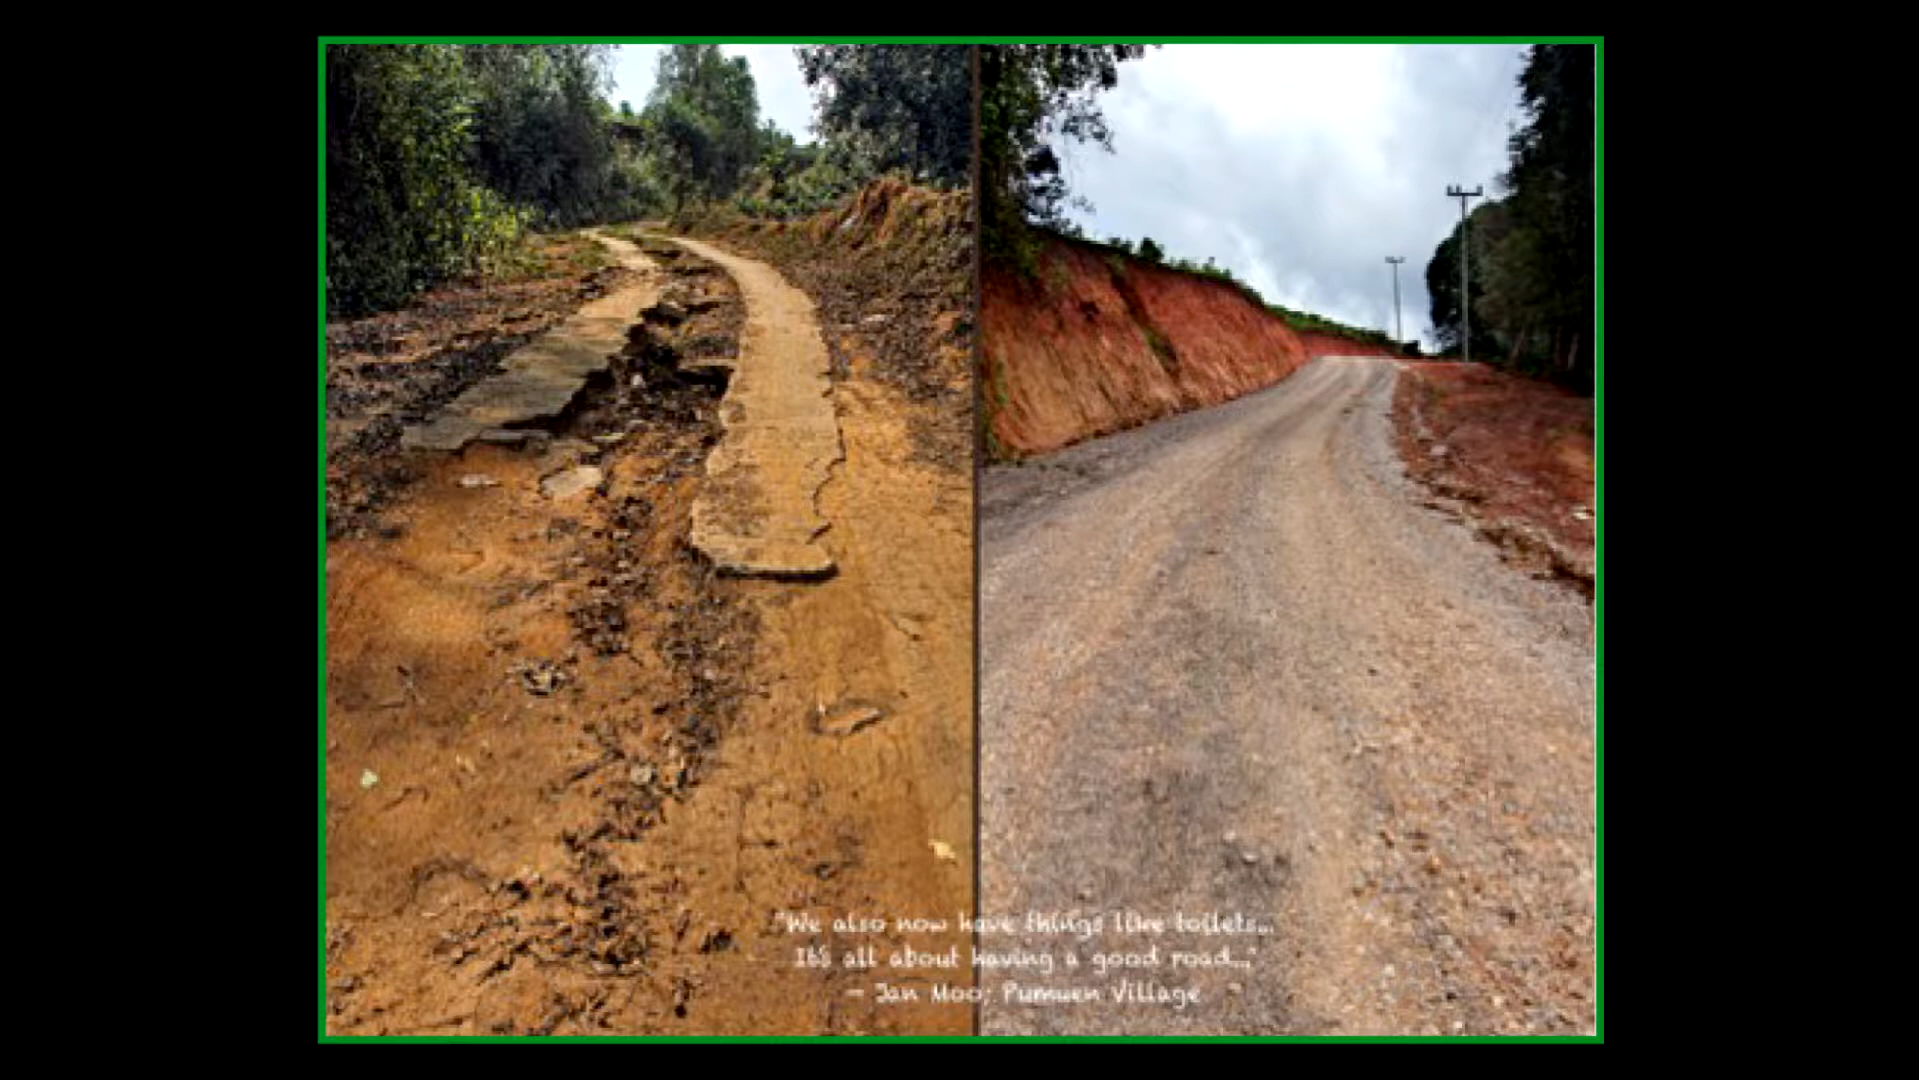 "We also now have things like toilets...
It's all about having a good road..."
- Jan Moo; Pumuen Village